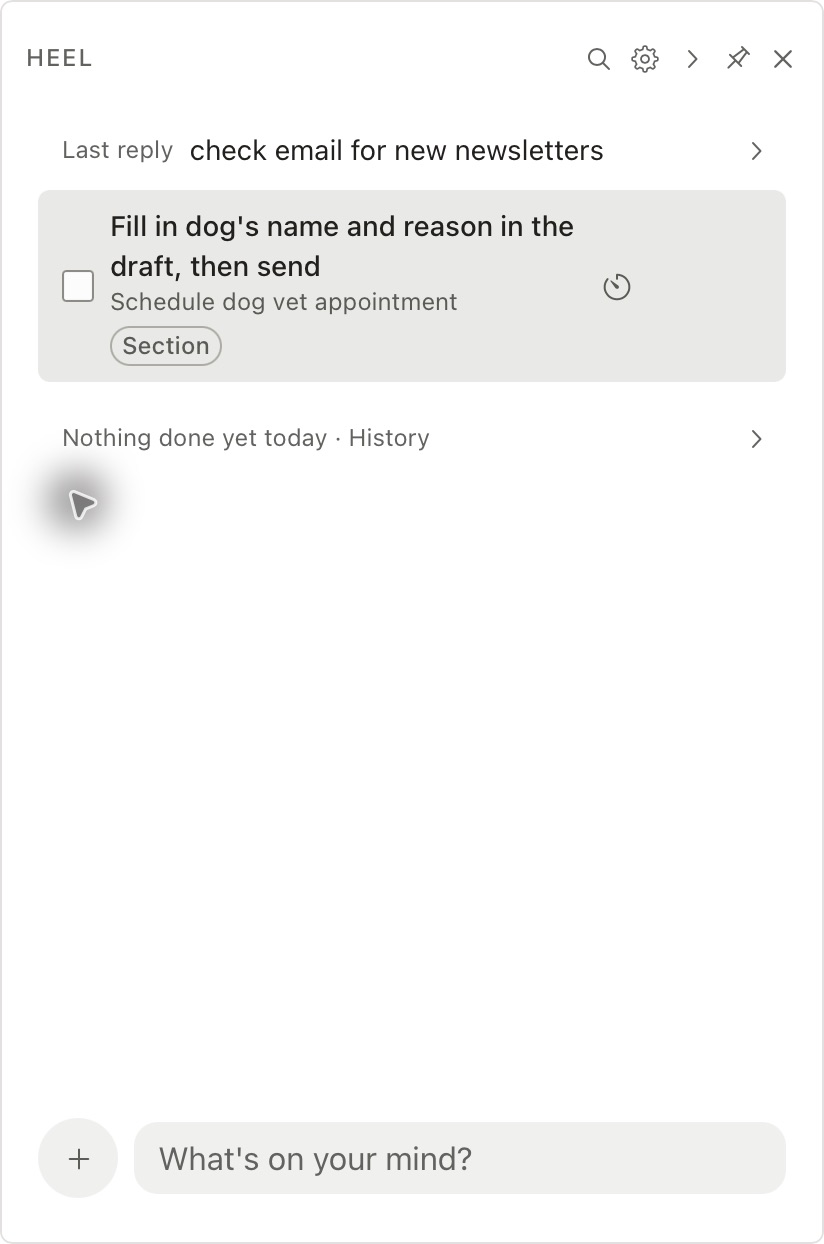 HEEL
Last reply check email for new newsletters
Fill in dog's name and reason in the
draft, then send
Schedule dog vet appointment
Section
Nothing done yet today · History
What's on your mind?